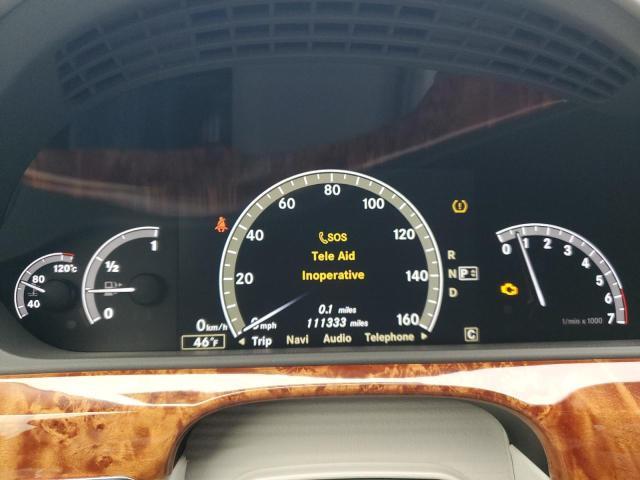 120°C
80
40
1
½
0
0 km/h
46°F
0 mph
20
40
60
80
100
120
140
160
SOS
Tele Aid
Inoperative
0.1 miles
111333 miles
Trip Navi Audio Telephone
R
N P
D
C
0 1 2 3 4 5 6 7
1/min x 1000